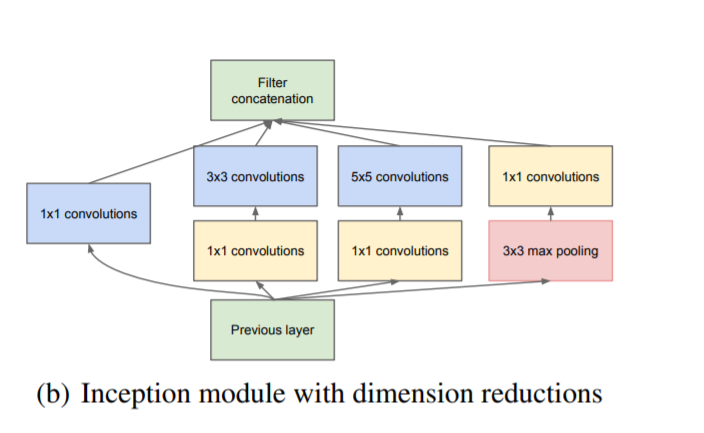 Filter
concatenation
3x3 convolutions
5x5 convolutions
1x1 convolutions
1x1 convolutions
1x1 convolutions
1x1 convolutions
3x3 max pooling
Previous layer
(b) Inception module with dimension reductions